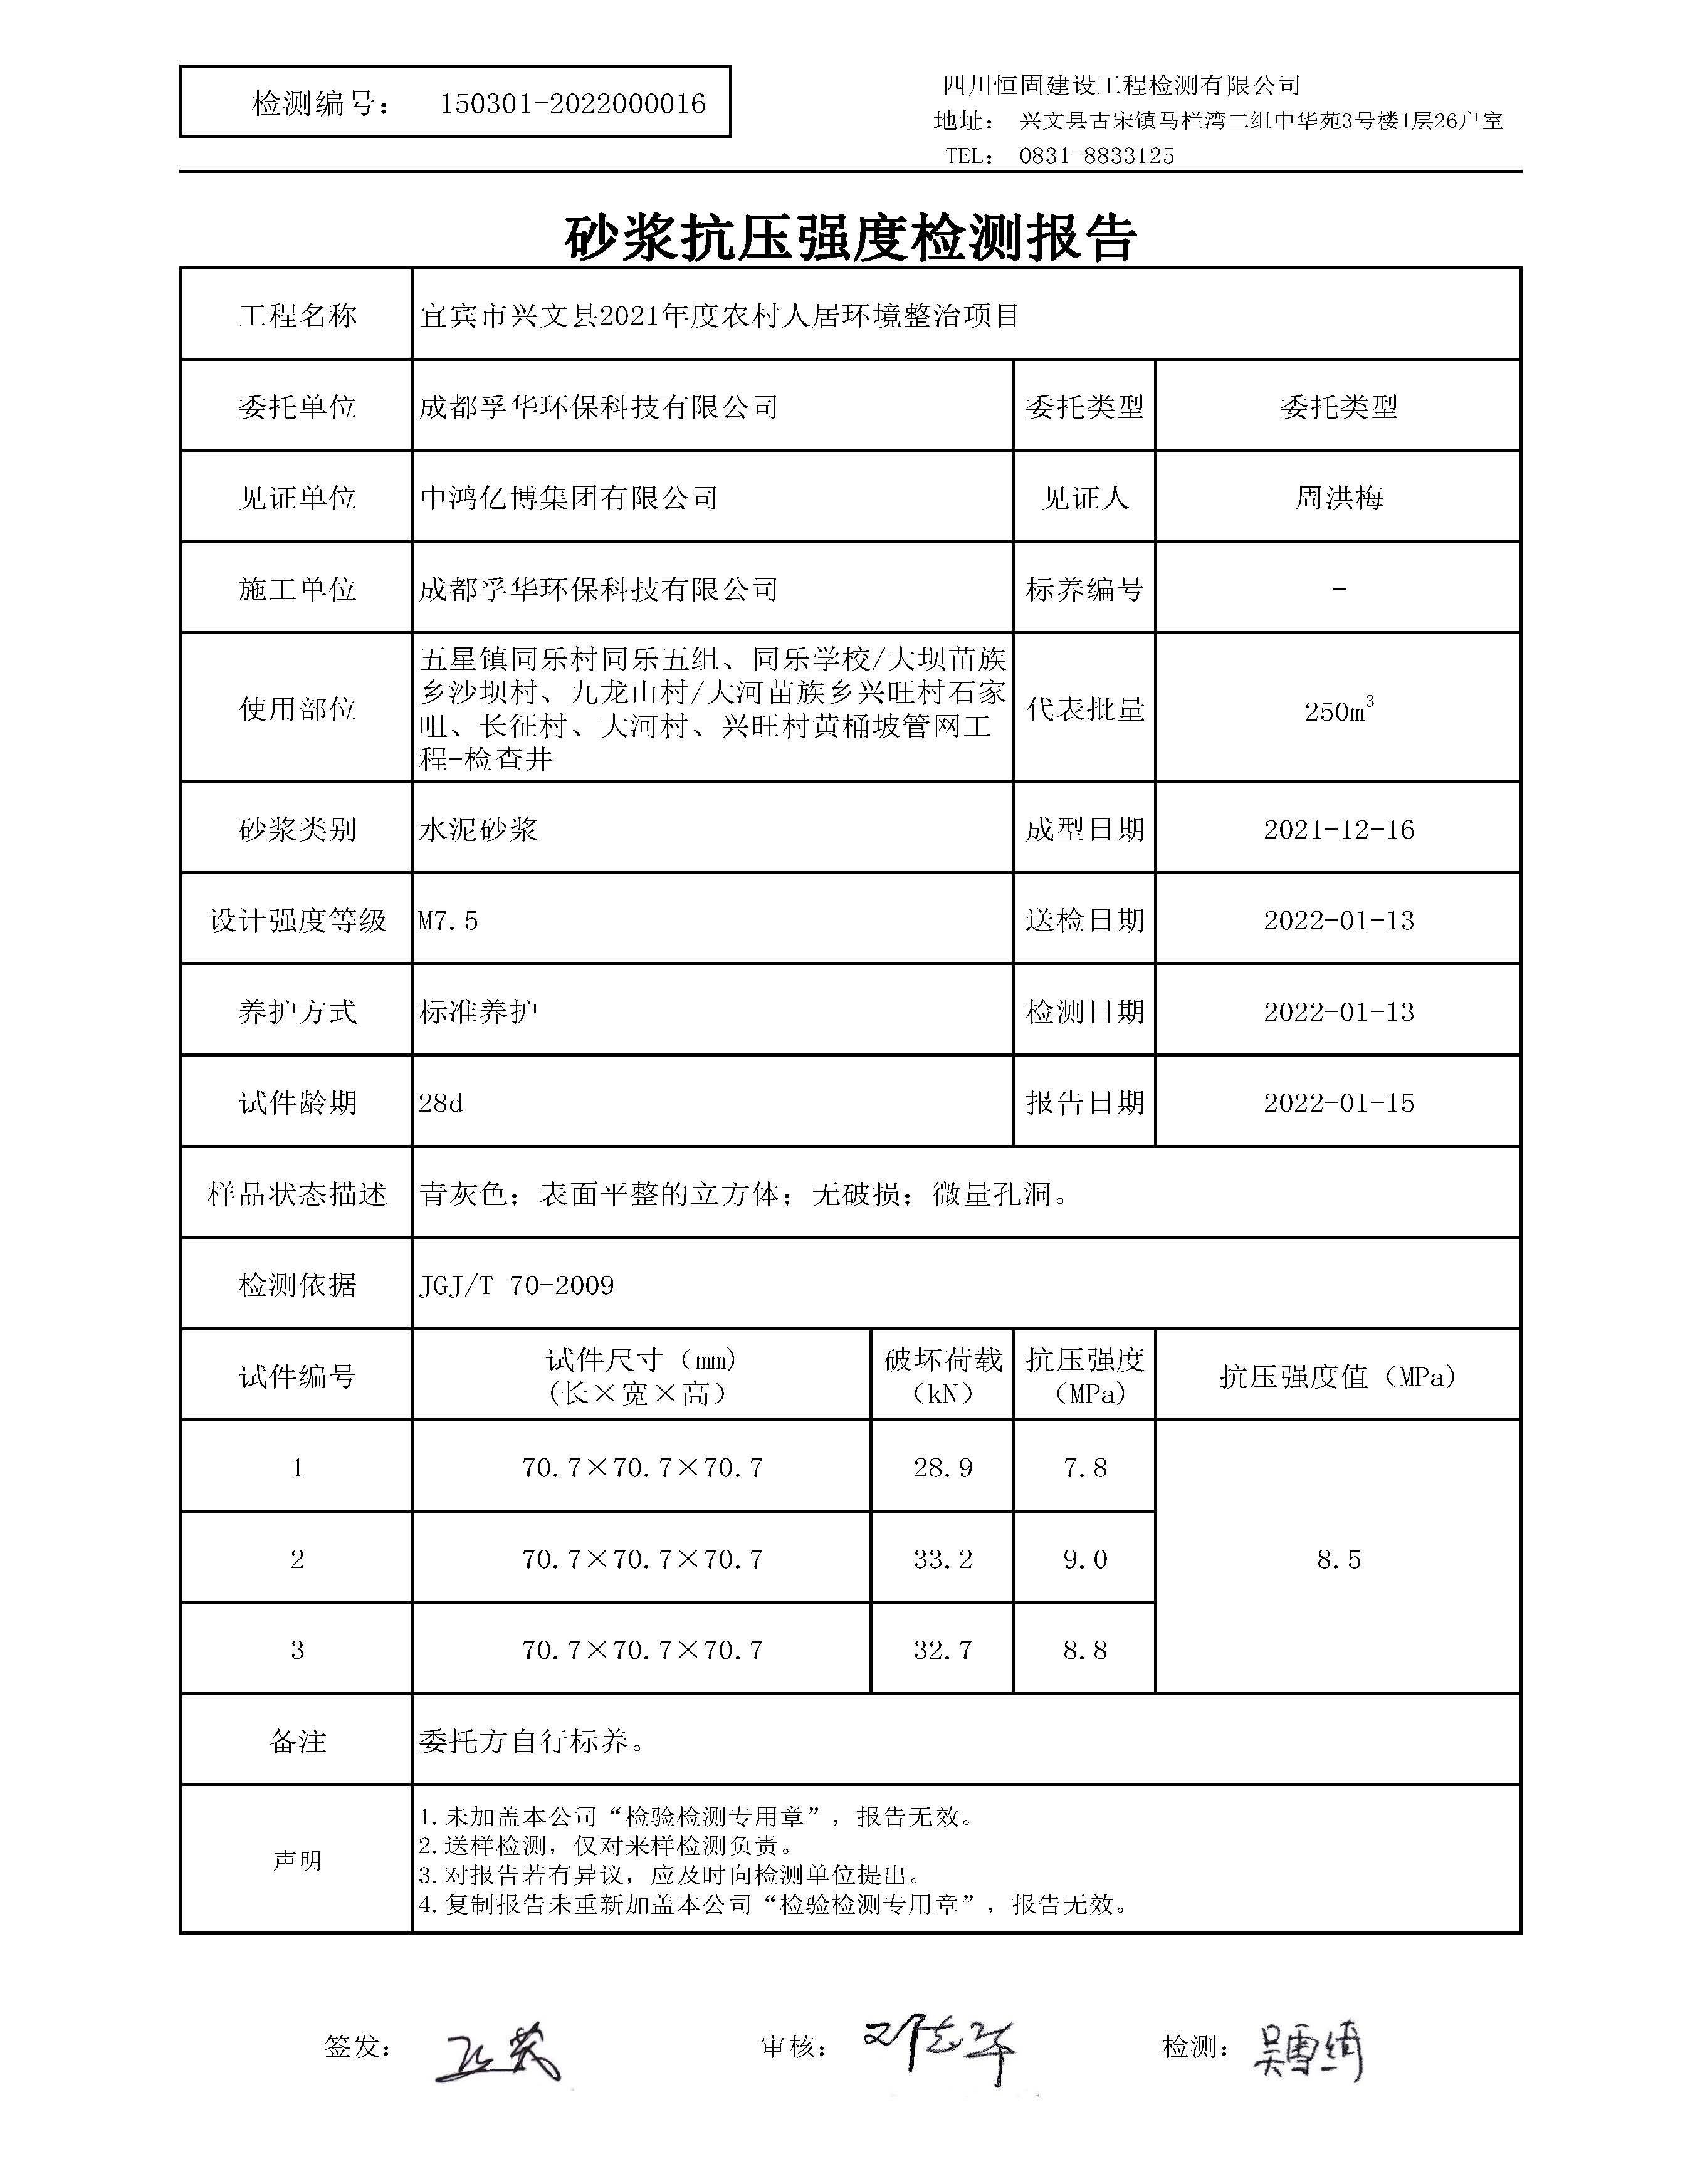 检测编号： 150301-2022000016
四川恒固建设工程检测有限公司
地址： 兴文县古宋镇马栏湾二组中华苑3号楼1层26户室
TEL： 0831-8833125
砂浆抗压强度检测报告
工程名称 宜宾市兴文县2021年度农村人居环境整治项目
委托单位 成都孚华环保科技有限公司 委托类型 委托类型
见证单位 中鸿亿博集团有限公司 见证人 周洪梅
施工单位 成都孚华环保科技有限公司 标养编号 -
使用部位
五星镇同乐村同乐五组、同乐学校/大坝苗族
乡沙坝村、九龙山村/大河苗族乡兴旺村石家
咀、长征村、大河村、兴旺村黄桶坡管网工
程-检查井
代表批量 250m³
砂浆类别 水泥砂浆 成型日期 2021-12-16
设计强度等级 M7.5 送检日期 2022-01-13
养护方式 标准养护 检测日期 2022-01-13
试件龄期 28d 报告日期 2022-01-15
样品状态描述 青灰色；表面平整的立方体；无破损；微量孔洞。
检测依据 JGJ/T 70-2009
试件编号
试件尺寸（mm)
(长×宽×高）
破坏荷载
（kN）
抗压强度
（MPa)
抗压强度值（MPa)
1 70.7×70.7×70.7 28.9 7.8
2 70.7×70.7×70.7 33.2 9.0 8.5
3 70.7×70.7×70.7 32.7 8.8
备注 委托方自行标养。
声明
1.未加盖本公司“检验检测专用章”，报告无效。
2.送样检测，仅对来样检测负责。
3.对报告若有异议，应及时向检测单位提出。
4.复制报告未重新加盖本公司“检验检测专用章”，报告无效。
签发： 审核： 邓志华 检测： 吴雪绮